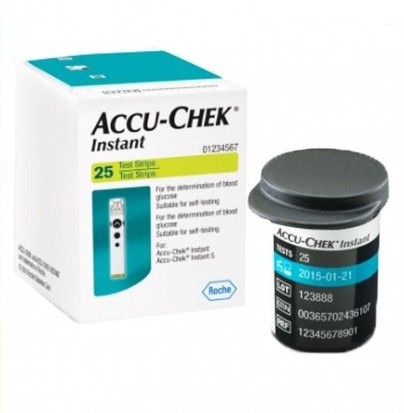 ACCU-CHEK®
Instant
01234567
25 Test Strips
Test Strips
For the determination of blood
glucose
Suitable for self-testing
For the determination of blood
glucose
Suitable for self-testing
For:
Accu-Chek® Instant
Accu-Chek® Instant S
Roche
ACCU-CHEK® Instant
TESTS 25
2015-01-21
LOT 123888
00365702436107
REF 12345678901